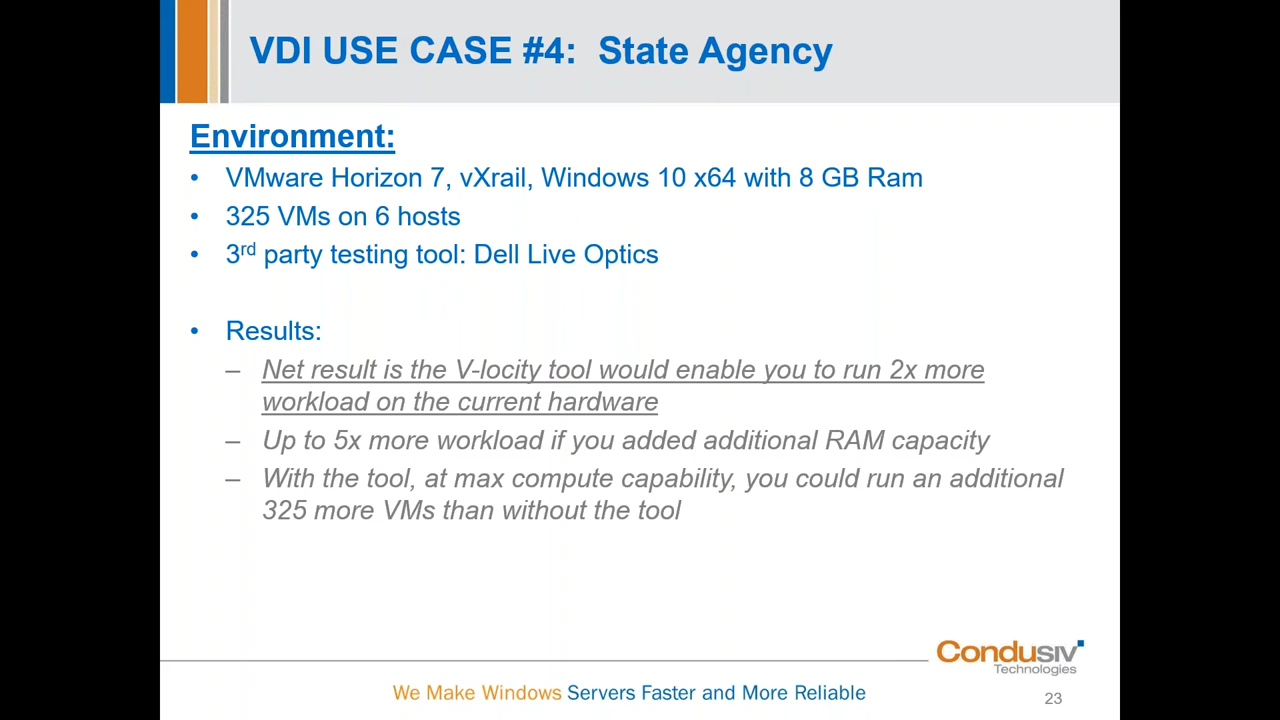 VDI USE CASE #4: State Agency
Environment:
• VMware Horizon 7, vXrail, Windows 10 x64 with 8 GB Ram
• 325 VMs on 6 hosts
• 3rd party testing tool: Dell Live Optics
• Results:
– Net result is the V-locity tool would enable you to run 2x more
workload on the current hardware
– Up to 5x more workload if you added additional RAM capacity
– With the tool, at max compute capability, you could run an additional
325 more VMs than without the tool
Condusiv
Technologies
We Make Windows Servers Faster and More Reliable
23